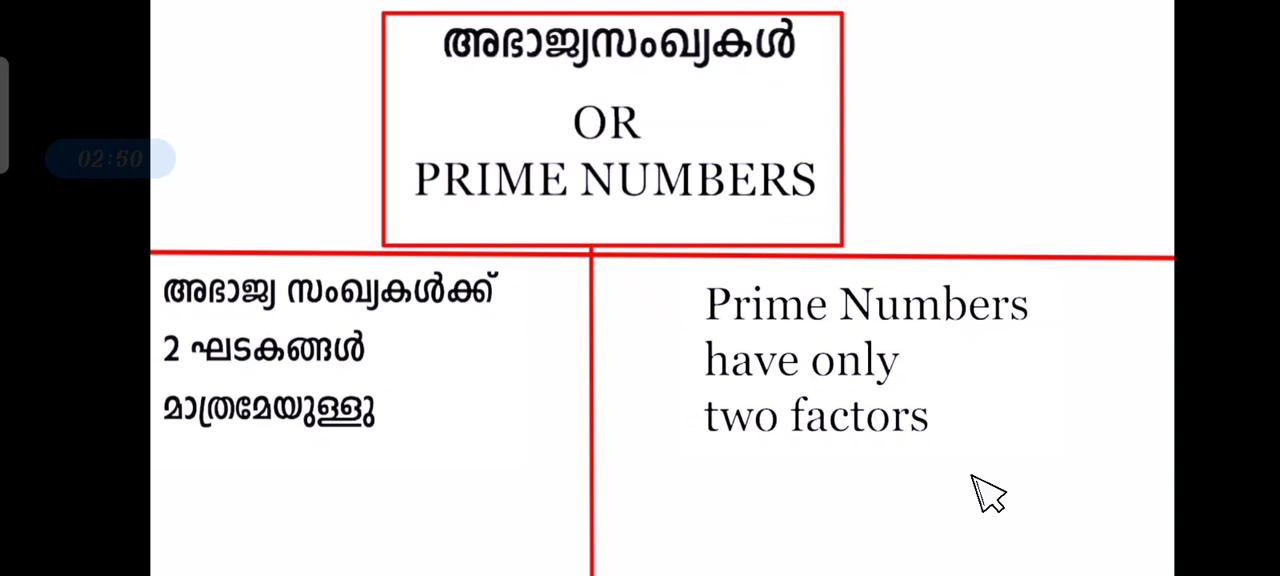 അഭാജ്യസംഖ്യകൾ
OR
PRIME NUMBERS
02:50
അഭാജ്യ സംഖ്യകൾക്ക്
2 ഘടകങ്ങൾ
മാത്രമേയുള്ളു
Prime Numbers
have only
two factors